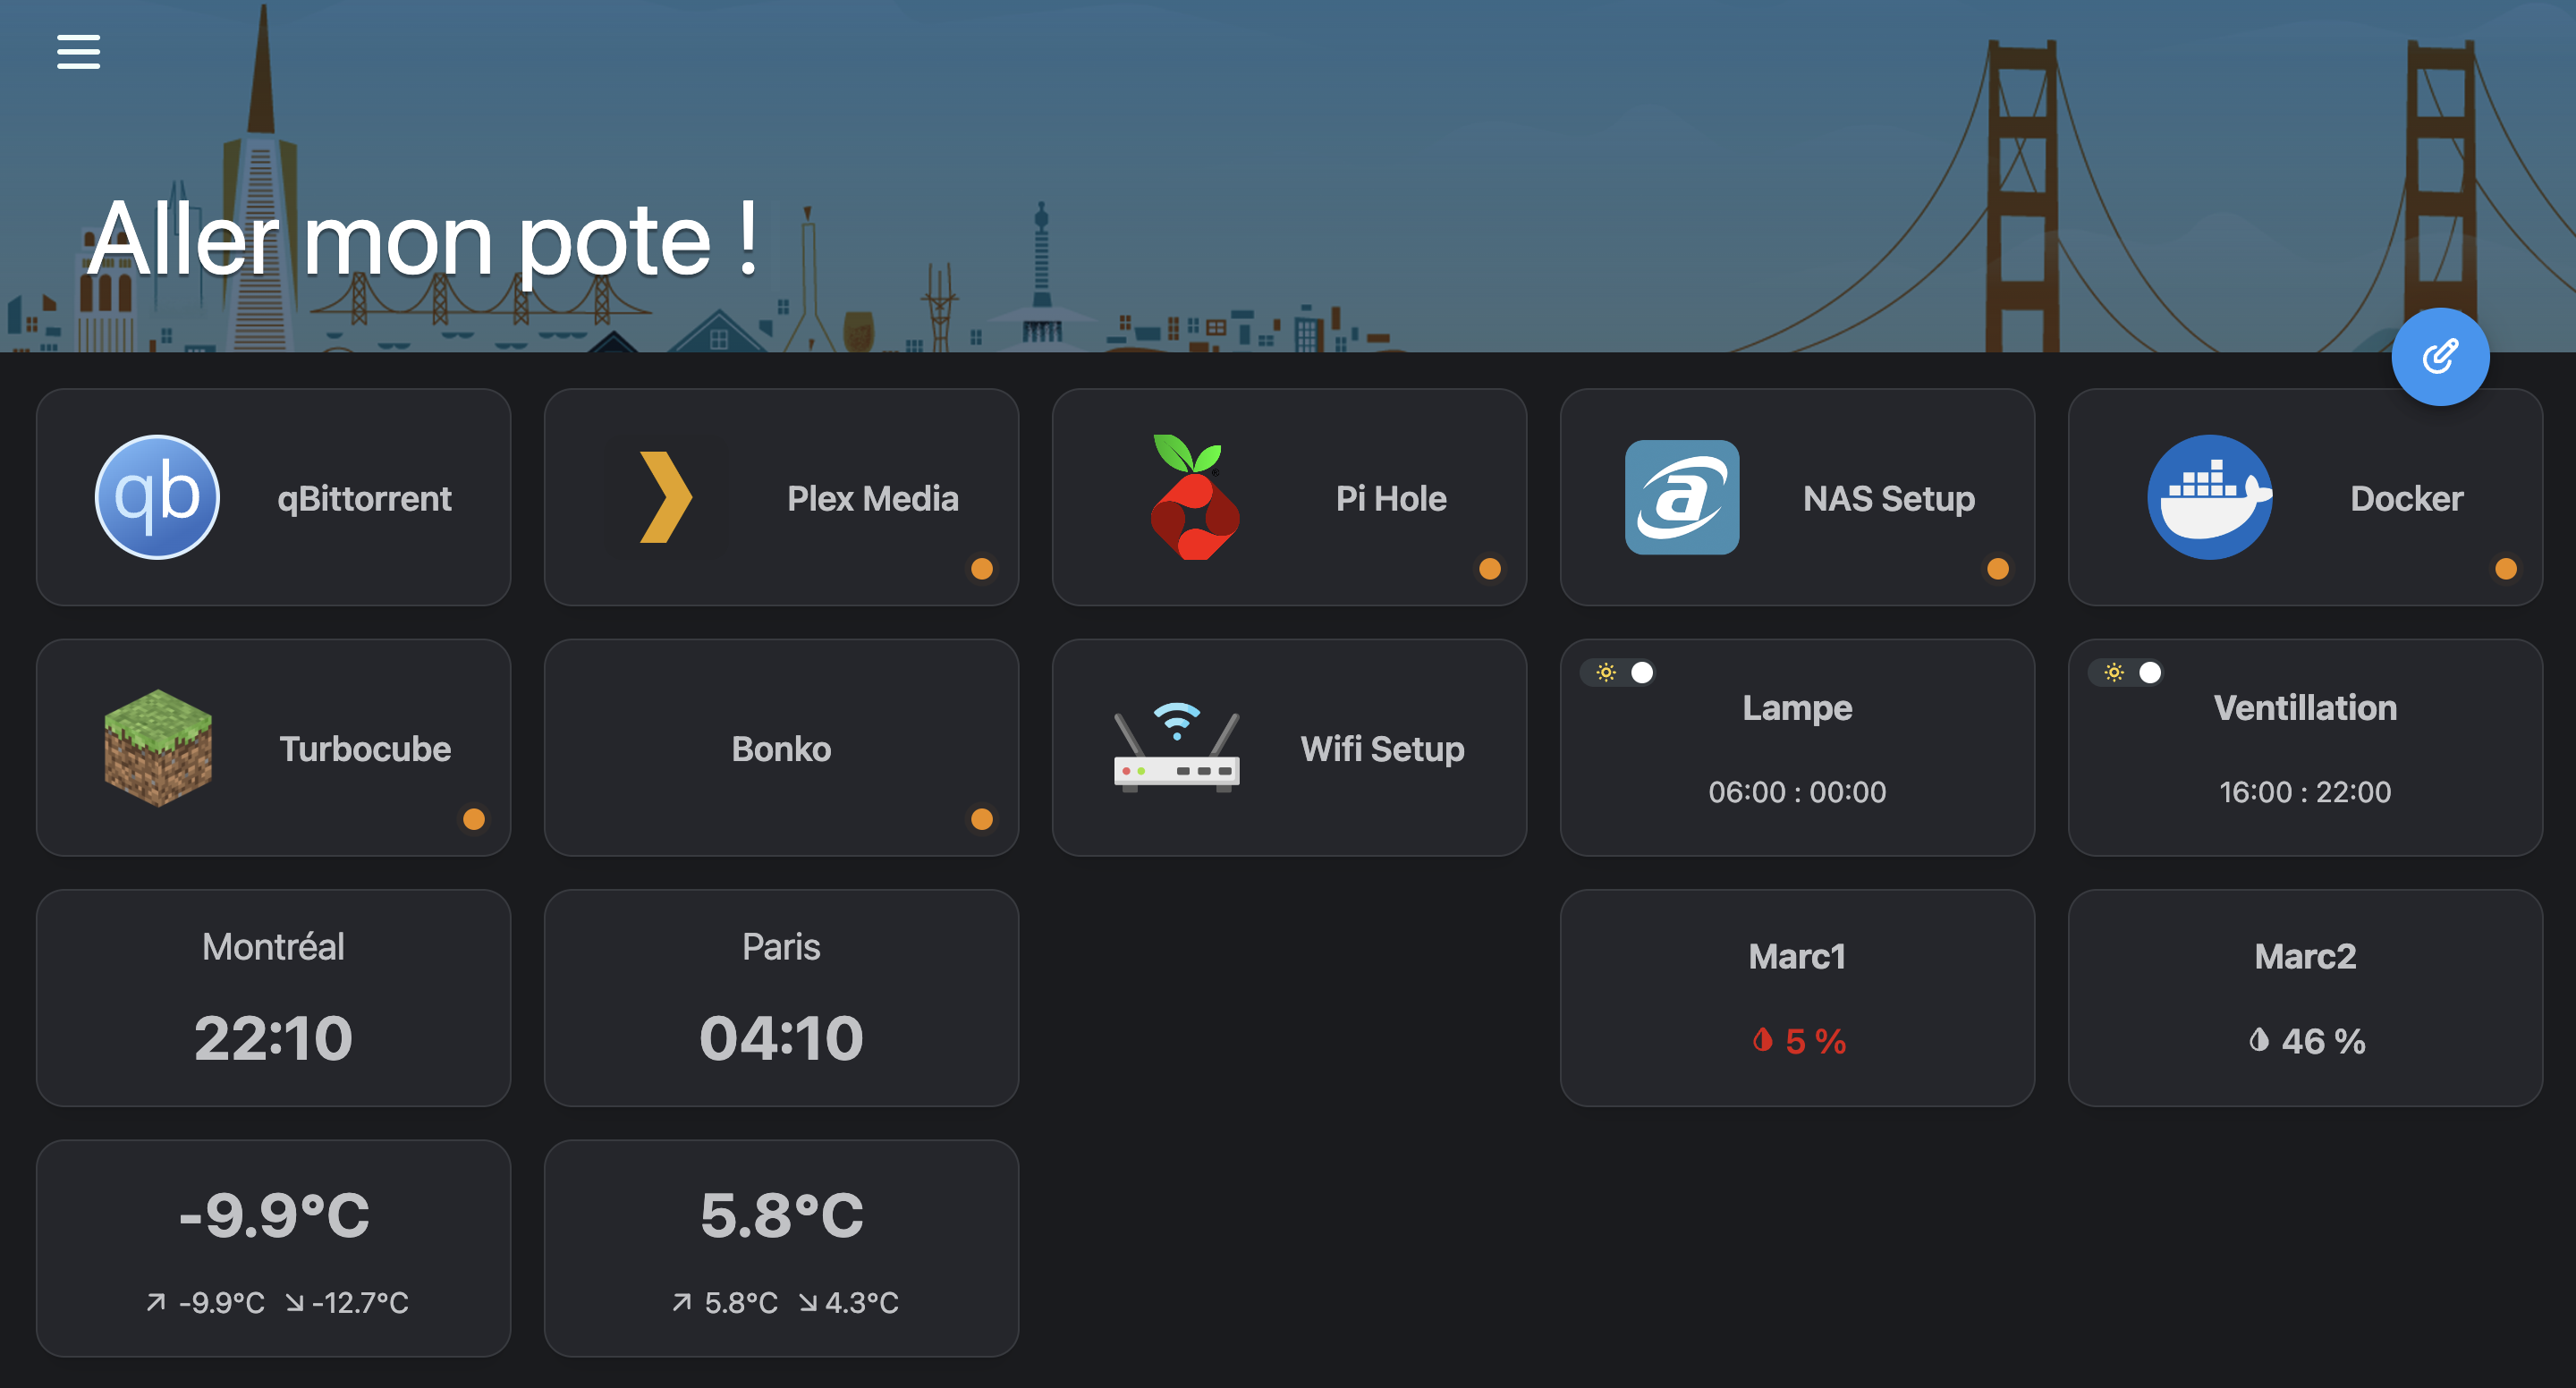 Aller mon pote !
qb
qBittorrent
Plex Media
Pi Hole
a
NAS Setup
Docker
Turbocube
Bonko
Wifi Setup
Lampe
06:00 : 00:00
Ventillation
16:00 : 22:00
Montréal
22:10
Paris
04:10
Marc1
5 %
Marc2
46 %
-9.9°C
-9.9°C -12.7°C
5.8°C
5.8°C 4.3°C